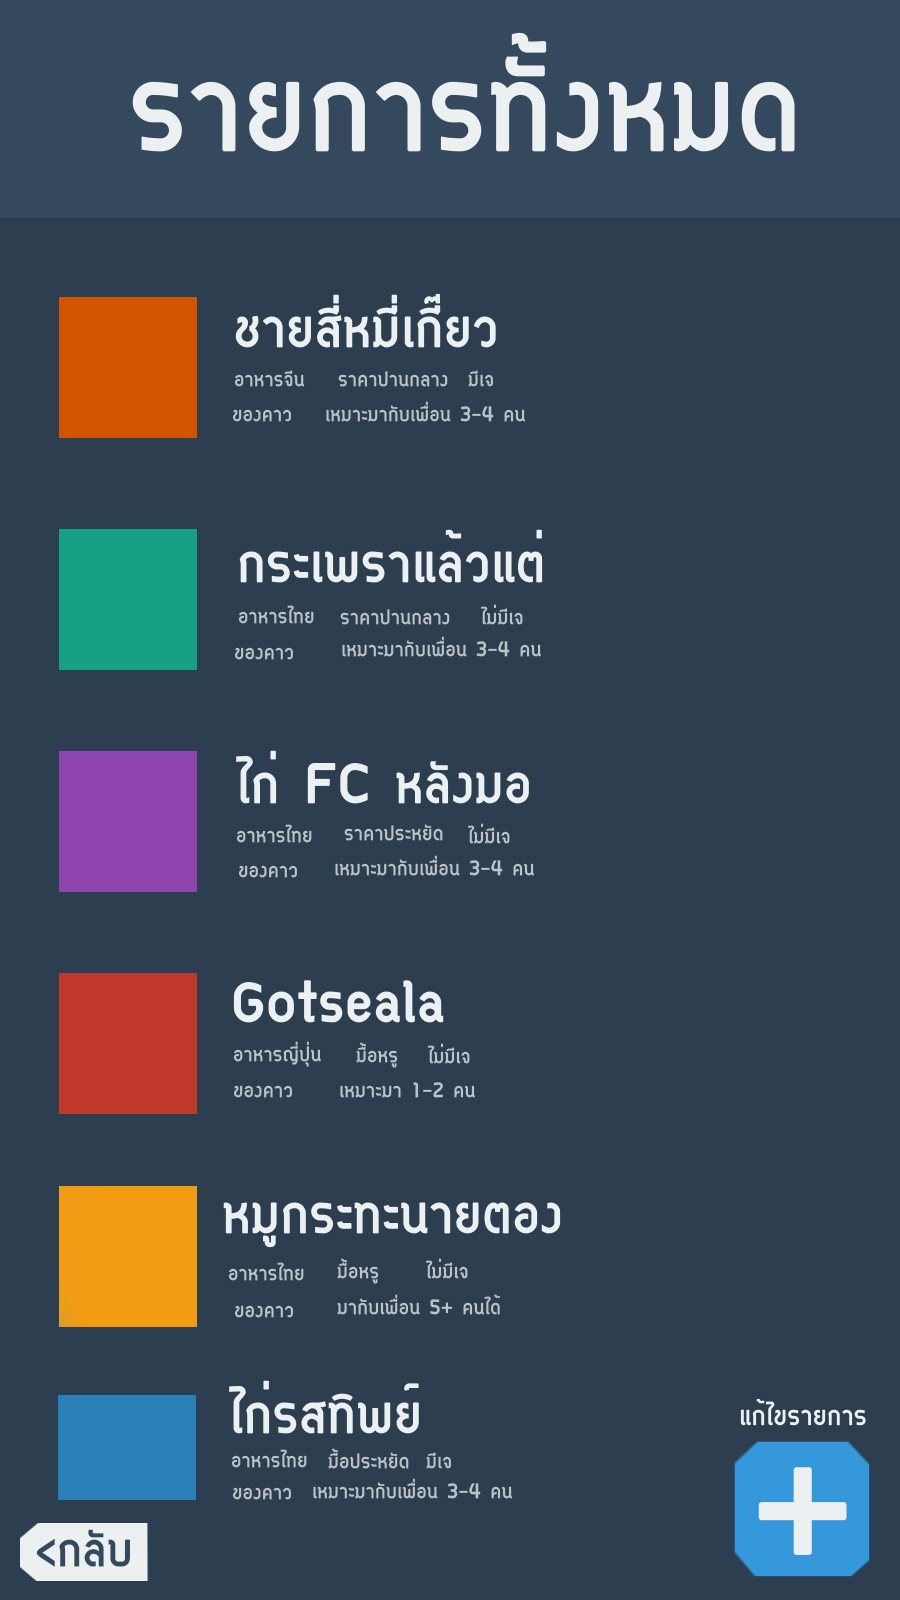 รายการทั้งหมด
ชายสี่หมี่เกี๊ยว
อาหารจีน ราคาปานกลาง มีเจ
ของคาว เหมาะมากับเพื่อน 3-4 คน
กระเพราแล้วแต่
อาหารไทย ราคาปานกลาง ไม่มีเจ
ของคาว เหมาะมากับเพื่อน 3-4 คน
ไก่ FC หลังมอ
อาหารไทย ราคาประหยัด ไม่มีเจ
ของคาว เหมาะมากับเพื่อน 3-4 คน
Gotseala
อาหารญี่ปุ่น มื้อหรู ไม่มีเจ
ของคาว เหมาะมา 1-2 คน
หมูกระทะนายตอง
อาหารไทย มื้อหรู ไม่มีเจ
ของคาว มากับเพื่อน 5+ คนได้
ไก่รสทิพย์
อาหารไทย มื้อประหยัด มีเจ
ของคาว เหมาะมากับเพื่อน 3-4 คน
แก้ไขรายการ
<กลับ